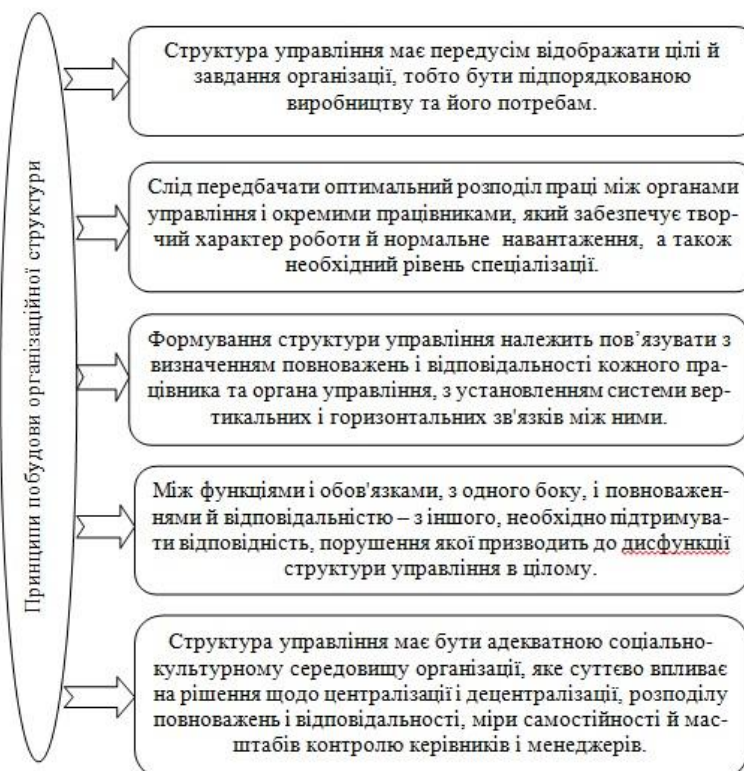 Принципи побудови організаційної структури
Структура управління має передусім відображати цілі й
завдання організації, тобто бути підпорядкованою
виробництву та його потребам.
Слід передбачати оптимальний розподіл праці між органами
управління і окремими працівниками, який забезпечує твор-
чий характер роботи й нормальне навантаження, а також
необхідний рівень спеціалізації.
Формування структури управління належить пов’язувати з
визначенням повноважень і відповідальності кожного пра-
цівника та органа управління, з установленням системи вер-
тикальних і горизонтальних зв'язків між ними.
Між функціями і обов'язками, з одного боку, і повноважен-
нями й відповідальністю – з іншого, необхідно підтримува-
ти відповідність, порушення якої призводить до дисфункції
структури управління в цілому.
Структура управління має бути адекватною соціально-
культурному середовищу організації, яке суттєво впливає
на рішення щодо централізації і децентралізації, розподілу
повноважень і відповідальності, міри самостійності й мас-
штабів контролю керівників і менеджерів.